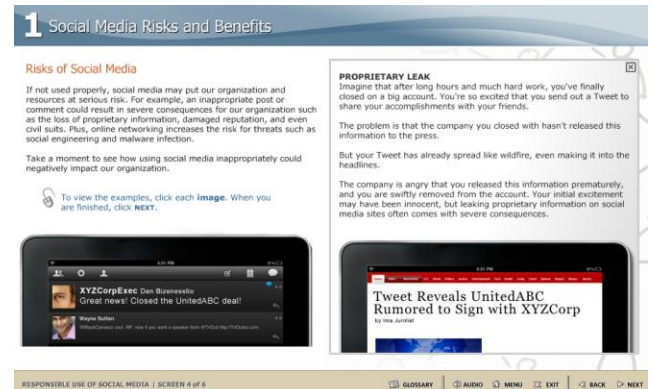 1 Social Media Risks and Benefits
Risks of Social Media
If not used properly, social media may put our organization and
resources at serious risk. For example, an inappropriate post or
comment could result in severe consequences for our organization such
as the loss of proprietary information, damaged reputation, and even
civil suits. Plus, online networking increases the risk for threats such as
social engineering and malware infection.
Take a moment to see how using social media inappropriately could
negatively impact our organization.
To view the examples, click each image. When you
are finished, click NEXT.
4:31 PM
XYZCorpExec Dan Bizenesstio
Great news! Closed the UnitedABC deal!
Wayne Sutton
PROPRIETARY LEAK
Imagine that after long hours and much hard work, you've finally
closed on a big account. You're so excited that you send out a Tweet to
share your accomplishments with your friends.
The problem is that the company you closed with hasn't released this
information to the press.
But your Tweet has already spread like wildfire, even making it into the
headlines.
The company is angry that you released this information prematurely,
and you are swiftly removed from the account. Your initial excitement
may have been innocent, but leaking proprietary information on social
media sites often comes with severe consequences.
4:31 PM
Tweet Reveals UnitedABC
Rumored to Sign with XYZCorp
by Ima Jurnlist
RESPONSIBLE USE OF SOCIAL MEDIA | SCREEN 4 of 6
GLOSSARY AUDIO MENU EXIT BACK NEXT